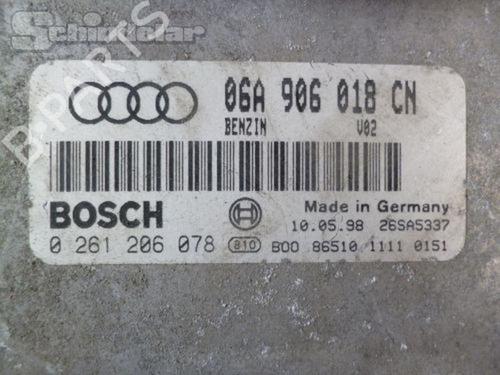 Schindelar
B-PARTS
06A 906 018 CN
BENZIN V02
BOSCH
Made in Germany
10.05.98 26SA5337
0 261 206 078 810 B00 86510 1111 0151